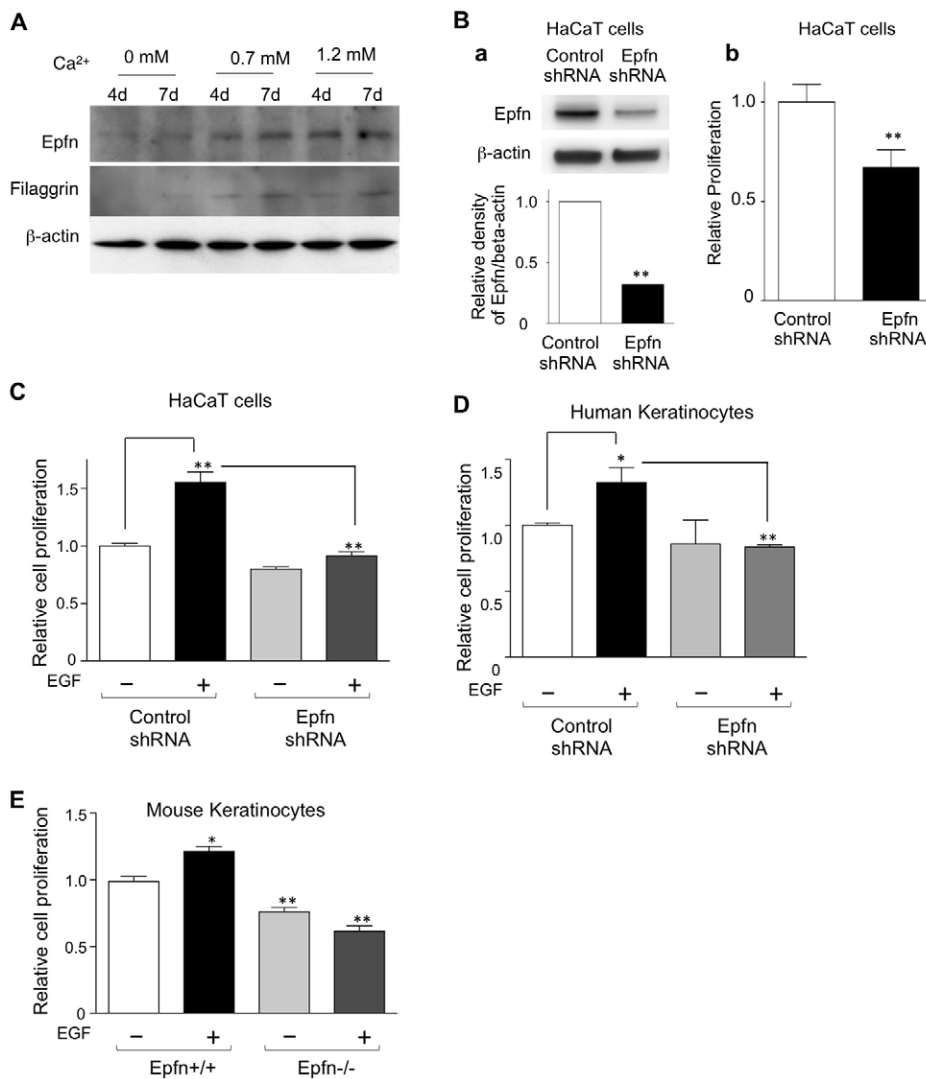 A
Ca²⁺
0 mM 0.7 mM 1.2 mM
4d 7d 4d 7d 4d 7d
Epfn
Filaggrin
β-actin
B
HaCaT cells
a
Control shRNA
Epfn shRNA
Epfn
β-actin
Relative density
of Epfn/beta-actin
1.0
0.5
0
**
Control shRNA
Epfn shRNA
HaCaT cells
b
Relative Proliferation
1.0
0.5
0
**
Control shRNA
Epfn shRNA
C
HaCaT cells
Relative cell proliferation
1.5
1.0
0.5
0
**
**
EGF − + − +
Control shRNA
Epfn shRNA
D
Human Keratinocytes
Relative cell proliferation
1.5
1.0
0.5
0
*
**
EGF − + − +
Control shRNA
Epfn shRNA
E
Mouse Keratinocytes
Relative cell proliferation
1.5
1.0
0.5
0
*
**
**
EGF − + − +
Epfn+/+ Epfn-/-